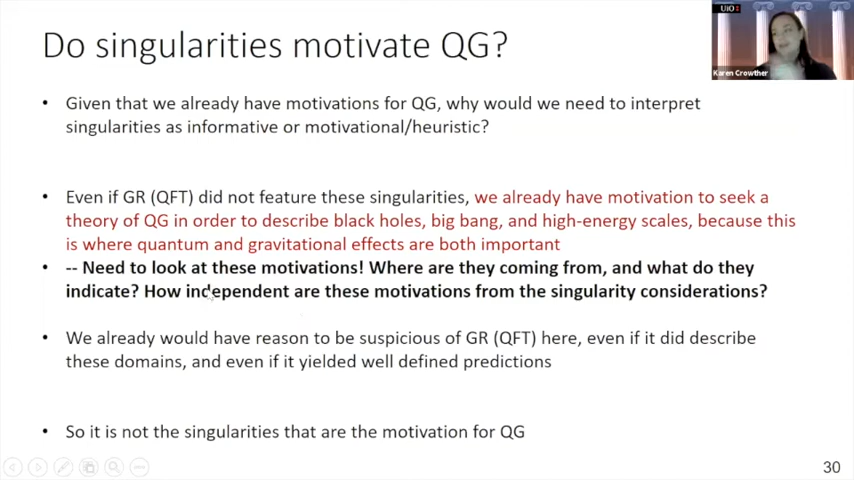 Do singularities motivate QG?
UiO
Karen Crowther
• Given that we already have motivations for QG, why would we need to interpret
singularities as informative or motivational/heuristic?
• Even if GR (QFT) did not feature these singularities, we already have motivation to seek a
theory of QG in order to describe black holes, big bang, and high-energy scales, because this
is where quantum and gravitational effects are both important
• -- Need to look at these motivations! Where are they coming from, and what do they
indicate? How independent are these motivations from the singularity considerations?
• We already would have reason to be suspicious of GR (QFT) here, even if it did describe
these domains, and even if it yielded well defined predictions
• So it is not the singularities that are the motivation for QG
30